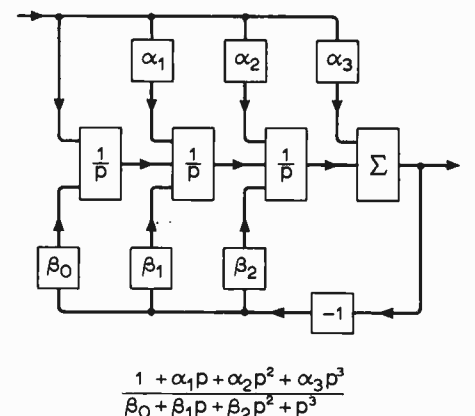 α₁ α₂ α₃
1/p 1/p 1/p Σ
β₀ β₁ β₂
-1
1 + α₁p + α₂p² + α₃p³
β₀ + β₁p + β₂p² + p³